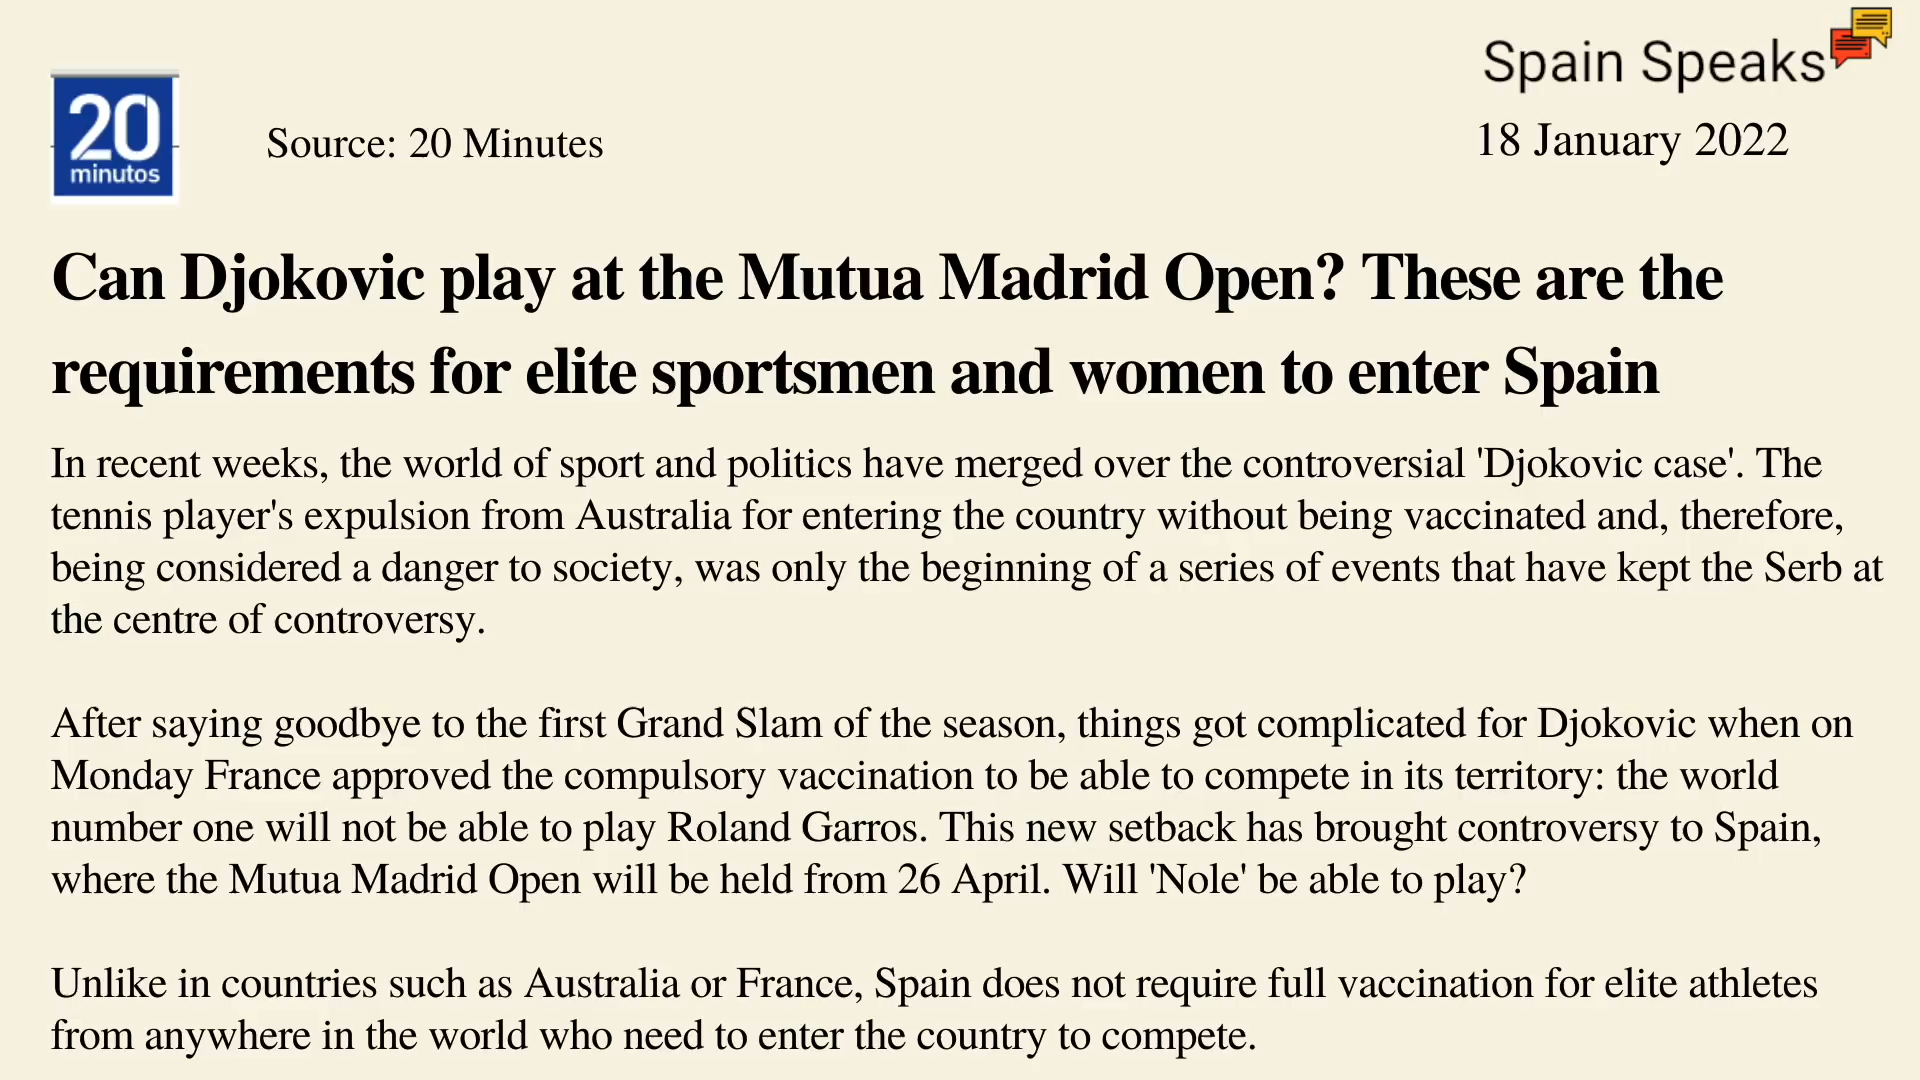 Spain Speaks
20
minutos
Source: 20 Minutes
18 January 2022
Can Djokovic play at the Mutua Madrid Open? These are the
requirements for elite sportsmen and women to enter Spain
In recent weeks, the world of sport and politics have merged over the controversial 'Djokovic case'. The
tennis player's expulsion from Australia for entering the country without being vaccinated and, therefore,
being considered a danger to society, was only the beginning of a series of events that have kept the Serb at
the centre of controversy.
After saying goodbye to the first Grand Slam of the season, things got complicated for Djokovic when on
Monday France approved the compulsory vaccination to be able to compete in its territory: the world
number one will not be able to play Roland Garros. This new setback has brought controversy to Spain,
where the Mutua Madrid Open will be held from 26 April. Will 'Nole' be able to play?
Unlike in countries such as Australia or France, Spain does not require full vaccination for elite athletes
from anywhere in the world who need to enter the country to compete.